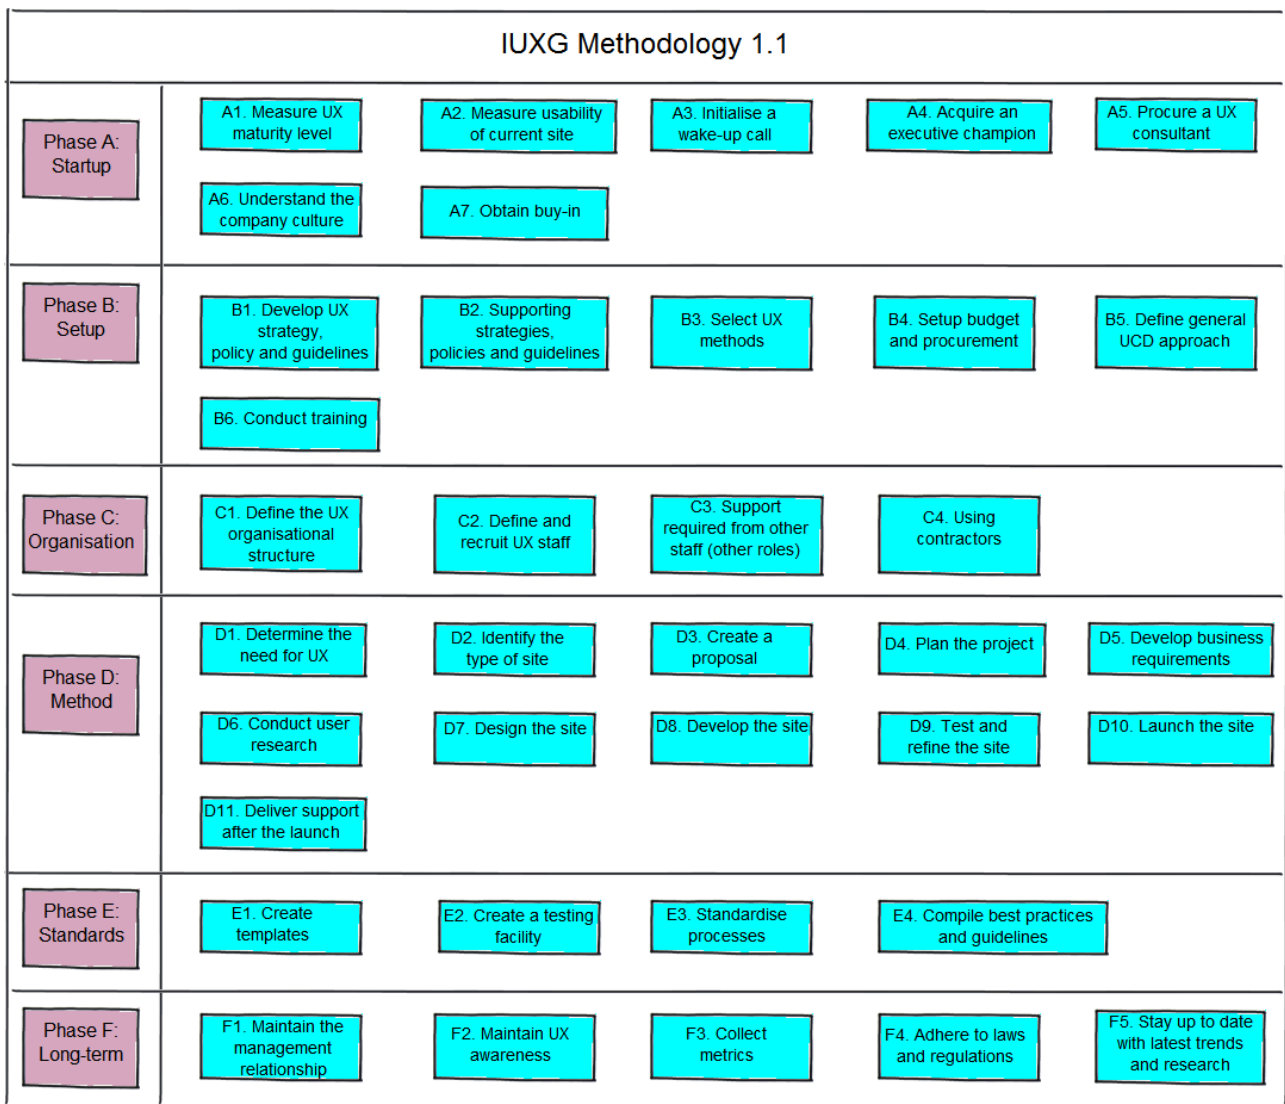 IUXG Methodology 1.1
Phase A:
Startup
A1. Measure UX
maturity level
A2. Measure usability
of current site
A3. Initialise a
wake-up call
A4. Acquire an
executive champion
A5. Procure a UX
consultant
A6. Understand the
company culture
A7. Obtain buy-in
Phase B:
Setup
B1. Develop UX
strategy,
policy and guidelines
B2. Supporting
strategies,
policies and guidelines
B3. Select UX
methods
B4. Setup budget
and procurement
B5. Define general
UCD approach
B6. Conduct training
Phase C:
Organisation
C1. Define the UX
organisational
structure
C2. Define and
recruit UX staff
C3. Support
required from other
staff (other roles)
C4. Using
contractors
Phase D:
Method
D1. Determine the
need for UX
D2. Identify the
type of site
D3. Create a
proposal
D4. Plan the project
D5. Develop business
requirements
D6. Conduct user
research
D7. Design the site
D8. Develop the site
D9. Test and
refine the site
D10. Launch the site
D11. Deliver support
after the launch
Phase E:
Standards
E1. Create
templates
E2. Create a testing
facility
E3. Standardise
processes
E4. Compile best practices
and guidelines
Phase F:
Long-term
F1. Maintain the
management
relationship
F2. Maintain UX
awareness
F3. Collect
metrics
F4. Adhere to laws
and regulations
F5. Stay up to date
with latest trends
and research